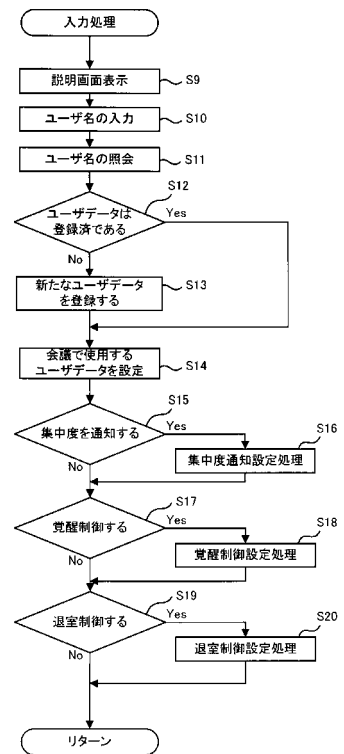 入力処理
説明画面表示
S9
ユーザ名の入力
S10
ユーザ名の照会
S11
S12
ユーザデータは
登録済である
Yes
No
新たなユーザデータ
を登録する
S13
会議で使用する
ユーザデータを設定
S14
S15
集中度を通知する
Yes
S16
No
集中度通知設定処理
S17
覚醒制御する
Yes
S18
No
覚醒制御設定処理
S19
退室制御する
Yes
S20
No
退室制御設定処理
リターン